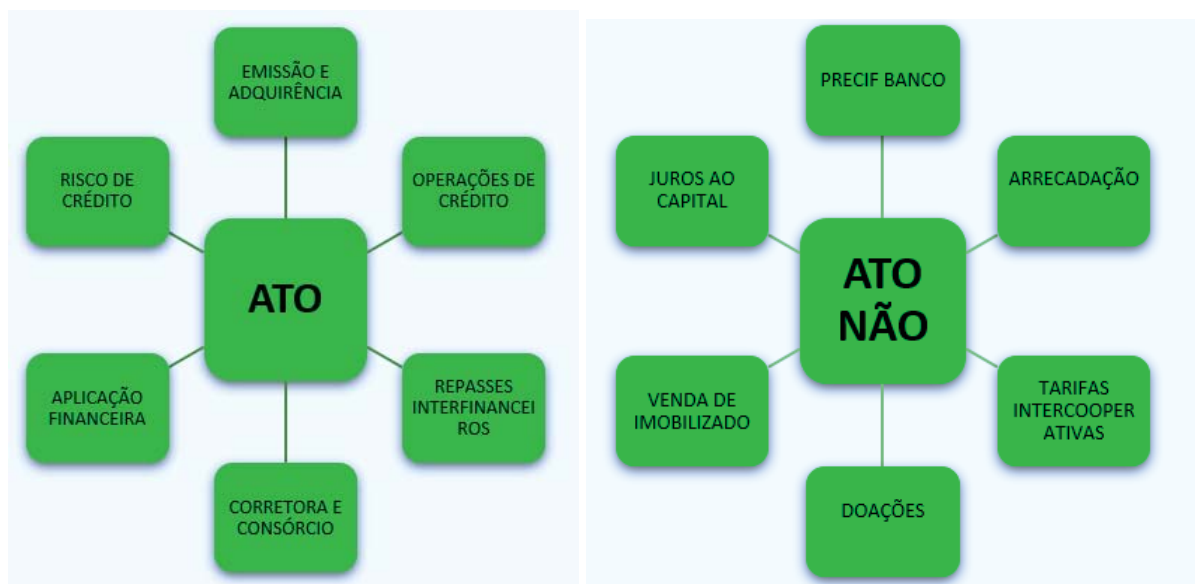 EMISSÃO E
ADQUIRÊNCIA
RISCO DE
CRÉDITO
OPERAÇÕES DE
CRÉDITO
ATO
APLICAÇÃO
FINANCEIRA
REPASSES
INTERFINANCEI
ROS
CORRETORA E
CONSÓRCIO
PRECIF BANCO
JUROS AO
CAPITAL
ARRECADAÇÃO
ATO
NÃO
VENDA DE
IMOBILIZADO
TARIFAS
INTERCOOPER
ATIVAS
DOAÇÕES